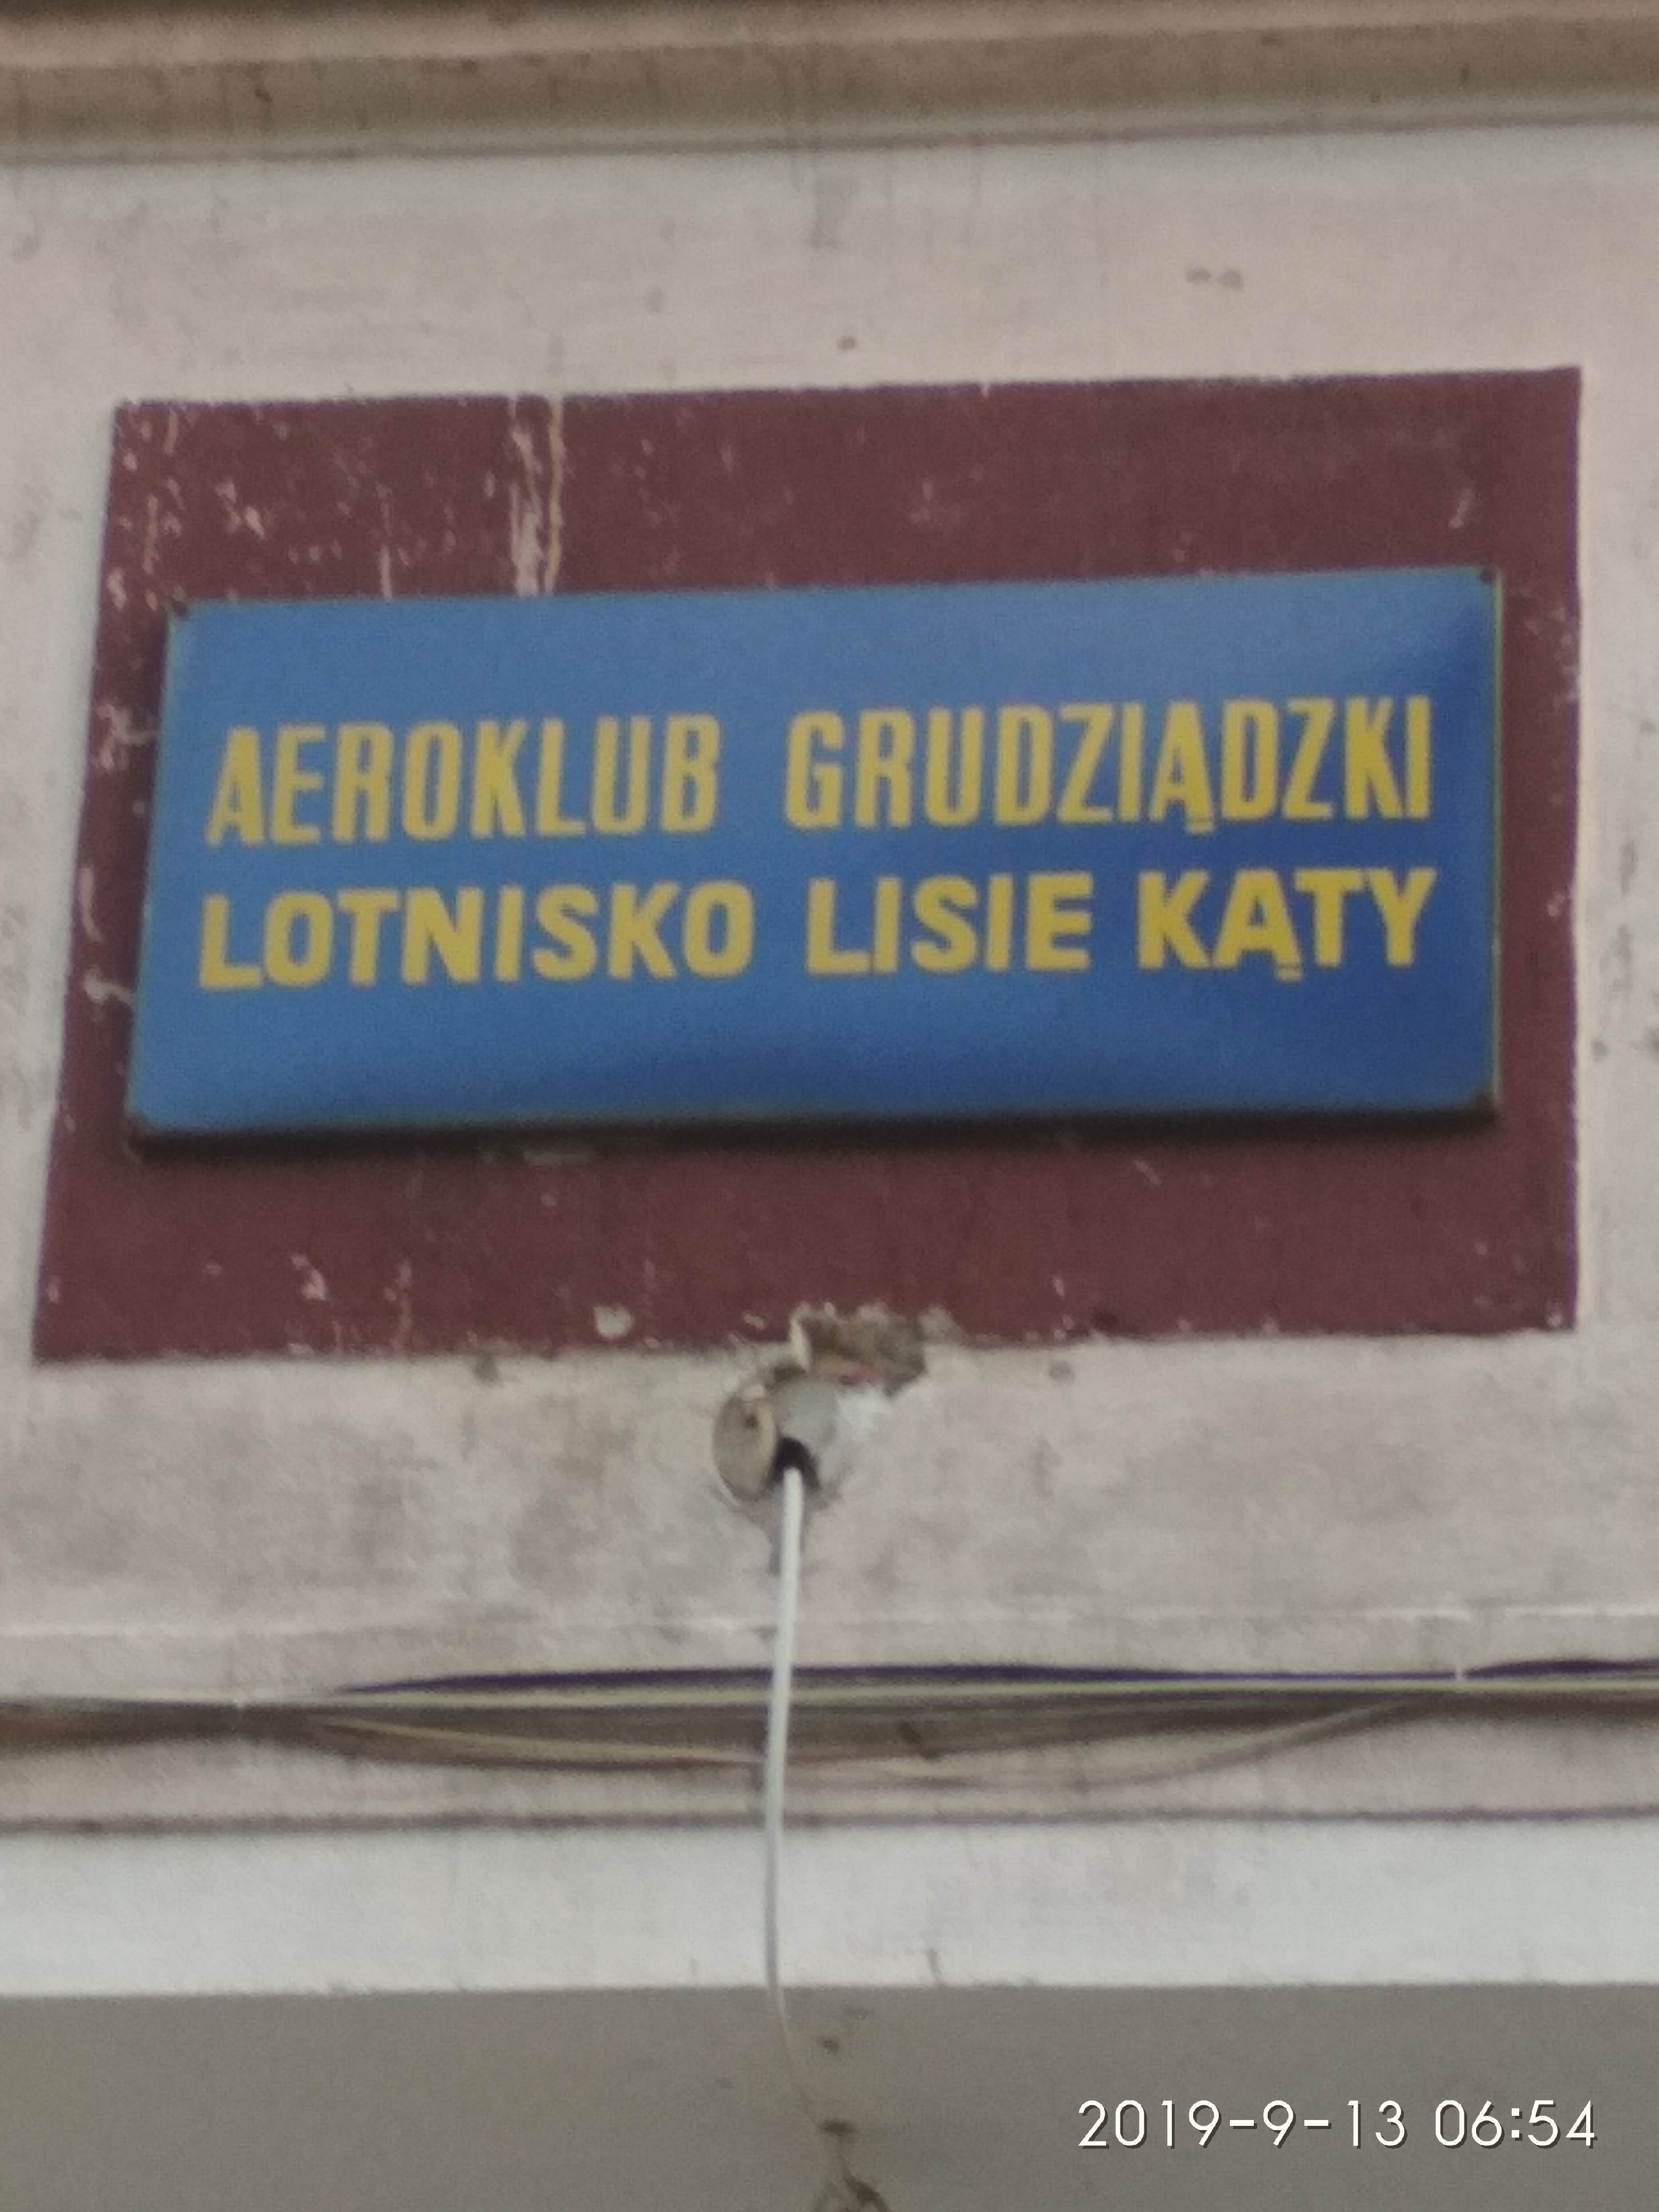 AEROKLUB GRUDZIĄDZKI
LOTNISKO LISIE KĄTY
2019-9-13 06:54